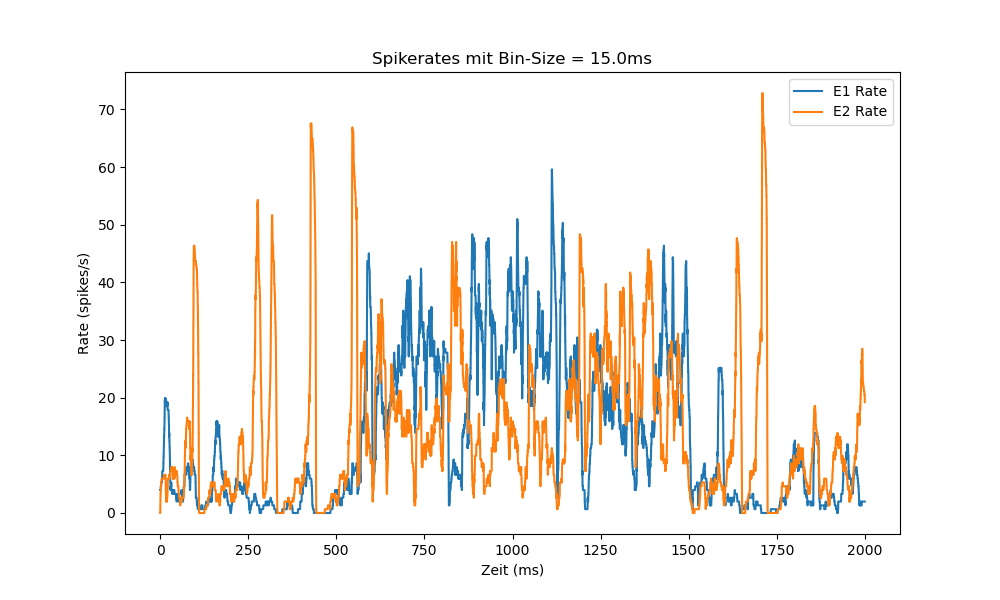 Spikerates mit Bin-Size = 15.0ms
E1 Rate
E2 Rate
70
60
50
40
30
20
10
0
Rate (spikes/s)
0 250 500 750 1000 1250 1500 1750 2000
Zeit (ms)